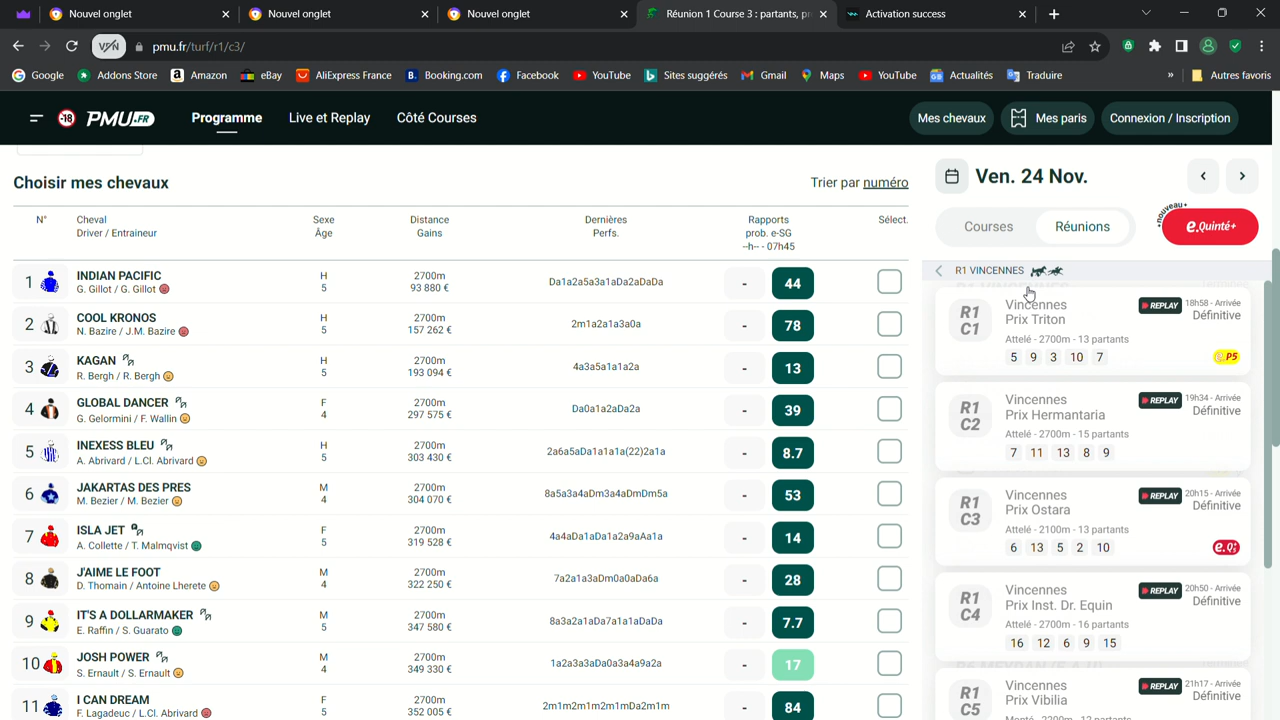 Nouvel onglet
Nouvel onglet
Nouvel onglet
Réunion 1 Course 3 : partants, pr
Activation success
VPN
pmu.fr/turf/r1/c3/
Google
Addons Store
Amazon
eBay
AliExpress France
Booking.com
Facebook
YouTube
Sites suggérés
Gmail
Maps
YouTube
Actualités
Traduire
»
Autres favoris
-18 PMU.FR
Programme
Live et Replay
Côté Courses
Mes chevaux
Mes paris
Connexion / Inscription
Choisir mes chevaux
Trier par numéro
N°
Cheval
Driver / Entraineur
Sexe
Âge
Distance
Gains
Dernières
Perfs.
Rapports
prob. e-SG
--h-- - 07h45
Sélect.
1
INDIAN PACIFIC
G. Gillot / G. Gillot
H
5
2700m
93 880 €
Da1a2a5a3a1aDa2aDaDa
-
44
2
COOL KRONOS
N. Bazire / J.M. Bazire
H
5
2700m
157 262 €
2m1a2a1a3a0a
-
78
3
KAGAN
R. Bergh / R. Bergh
H
5
2700m
193 094 €
4a3a5a1a1a2a
-
13
4
GLOBAL DANCER
G. Gelormini / F. Wallin
F
4
2700m
297 575 €
Da0a1a2aDa2a
-
39
5
INEXESS BLEU
A. Abrivard / L.Cl. Abrivard
H
5
2700m
303 430 €
2a6a5aDa1a1a1a(22)2a1a
-
8.7
6
JAKARTAS DES PRES
M. Bezier / M. Bezier
M
4
2700m
304 070 €
8a5a3a4aDm3a4aDmDm5a
-
53
7
ISLA JET
A. Collette / T. Malmqvist
F
5
2700m
319 528 €
4a4aDa1aDa1a2a9aAa1a
-
14
8
J'AIME LE FOOT
D. Thomain / Antoine Lherete
M
4
2700m
322 250 €
7a2a1a3aDm0a0aDa6a
-
28
9
IT'S A DOLLARMAKER
E. Raffin / S. Guarato
M
5
2700m
347 580 €
8a3a2a1aDa7a1a1aDaDa
-
7.7
10
JOSH POWER
S. Ernault / S. Ernault
M
4
2700m
349 330 €
1a2a3a3aDa0a3a4a9a2a
-
17
11
I CAN DREAM
F. Lagadeuc / L.Cl. Abrivard
F
5
2700m
352 005 €
2m1m2m1m2m1mDa2m1m
-
84
Ven. 24 Nov.
Courses
Réunions
nouveau
e.Quinté+
R1 VINCENNES
R1
C1
Vincennes
Prix Triton
REPLAY
18h58 - Arrivée
Définitive
Attelé - 2700m - 13 partants
5 9 3 10 7
e.P5
R1
C2
Vincennes
Prix Hermantaria
REPLAY
19h34 - Arrivée
Définitive
Attelé - 2700m - 15 partants
7 11 13 8 9
R1
C3
Vincennes
Prix Ostara
REPLAY
20h15 - Arrivée
Définitive
Attelé - 2100m - 13 partants
6 13 5 2 10
R1
C4
Vincennes
Prix Inst. Dr. Equin
REPLAY
20h50 - Arrivée
Définitive
Attelé - 2700m - 16 partants
16 12 6 9 15
R1
C5
Vincennes
Prix Vibilia
REPLAY
21h17 - Arrivée
Définitive